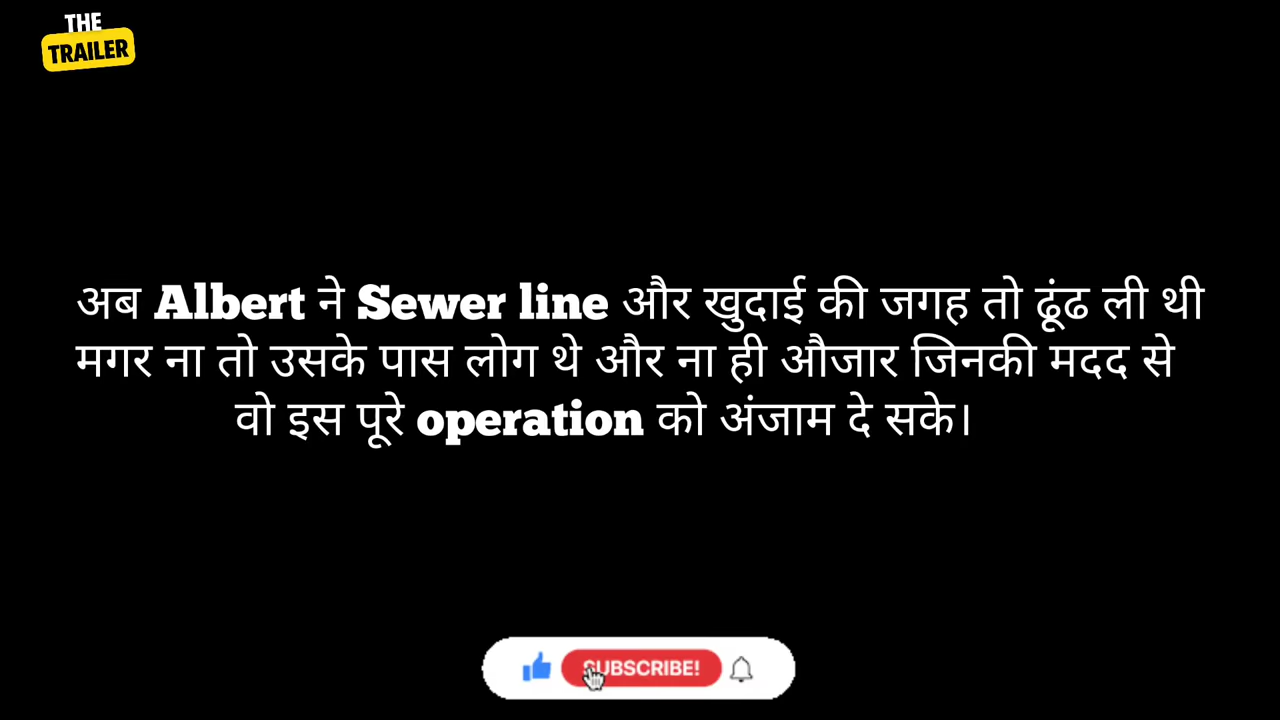 THE
TRAILER
अब Albert ने Sewer line और खुदाई की जगह तो ढूंढ ली थी
मगर ना तो उसके पास लोग थे और ना ही औजार जिनकी मदद से
वो इस पूरे operation को अंजाम दे सके।
SUBSCRIBE!